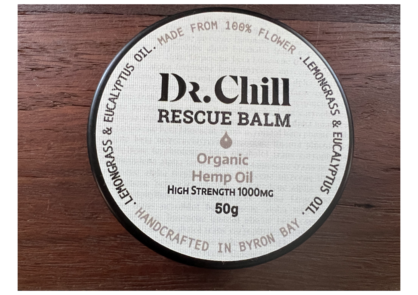 MADE FROM 100% FLOWER.
LEMONGRASS & EUCALYPTUS OIL.
Dr.Chill
RESCUE BALM
Organic
Hemp Oil
HIGH STRENGTH 1000MG
50g
HANDCRAFTED IN BYRON BAY.
LEMONGRASS & EUCALYPTUS OIL.